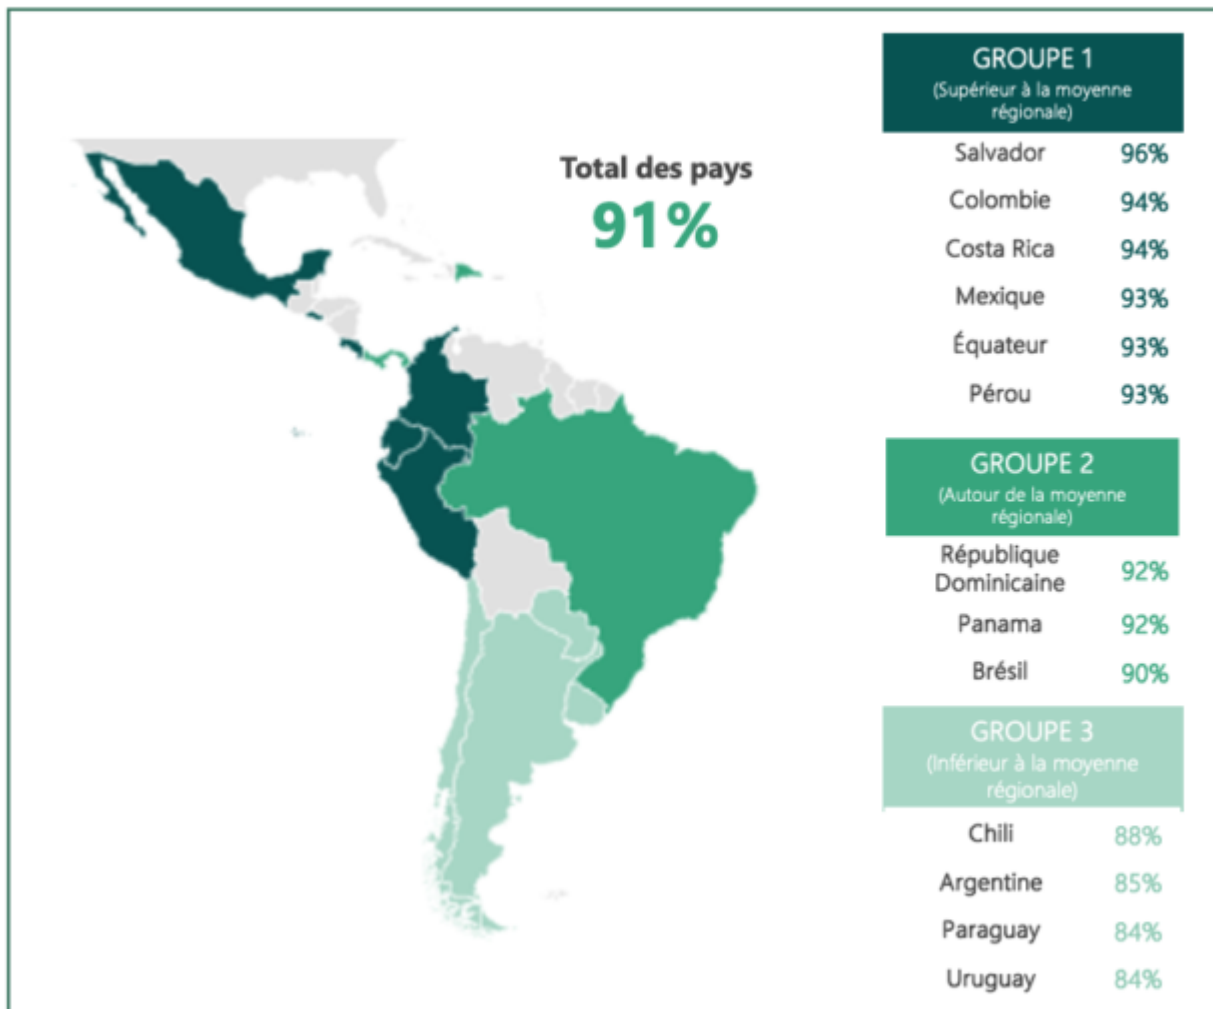 Total des pays
91%
GROUPE 1
(Supérieur à la moyenne
régionale)
Salvador 96%
Colombie 94%
Costa Rica 94%
Mexique 93%
Équateur 93%
Pérou 93%
GROUPE 2
(Autour de la moyenne
régionale)
République
Dominicaine 92%
Panama 92%
Brésil 90%
GROUPE 3
(Inférieur à la moyenne
régionale)
Chili 88%
Argentine 85%
Paraguay 84%
Uruguay 84%